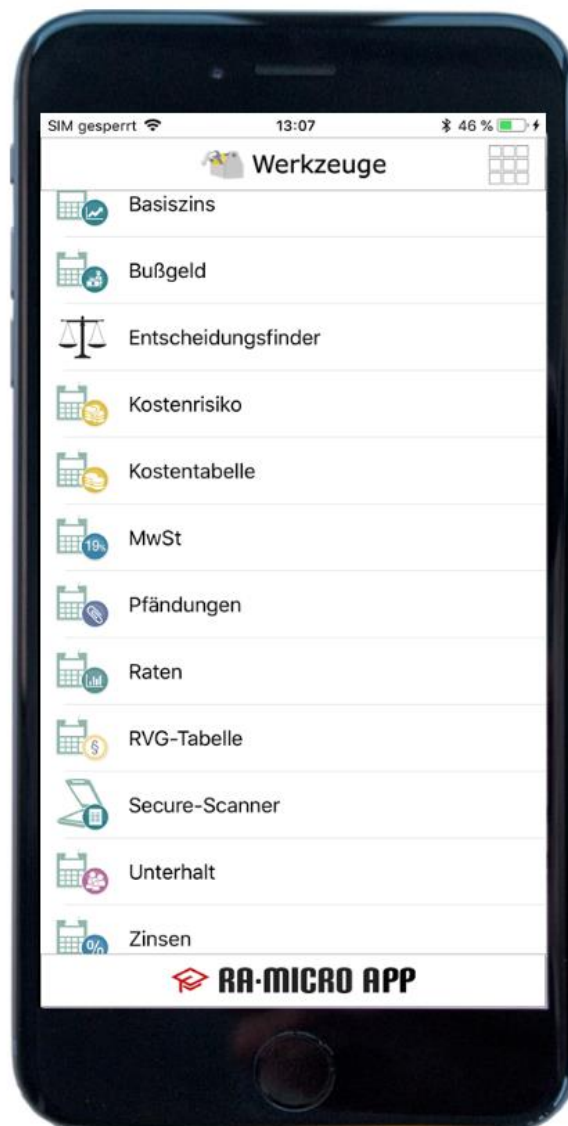 SIM gesperrt 13:07 46 %
Werkzeuge
Basiszins
Bußgeld
Entscheidungsfinder
Kostenrisiko
Kostentabelle
19%
MwSt
Pfändungen
Raten
§
RVG-Tabelle
Secure-Scanner
Unterhalt
%
Zinsen
RA-MICRO APP